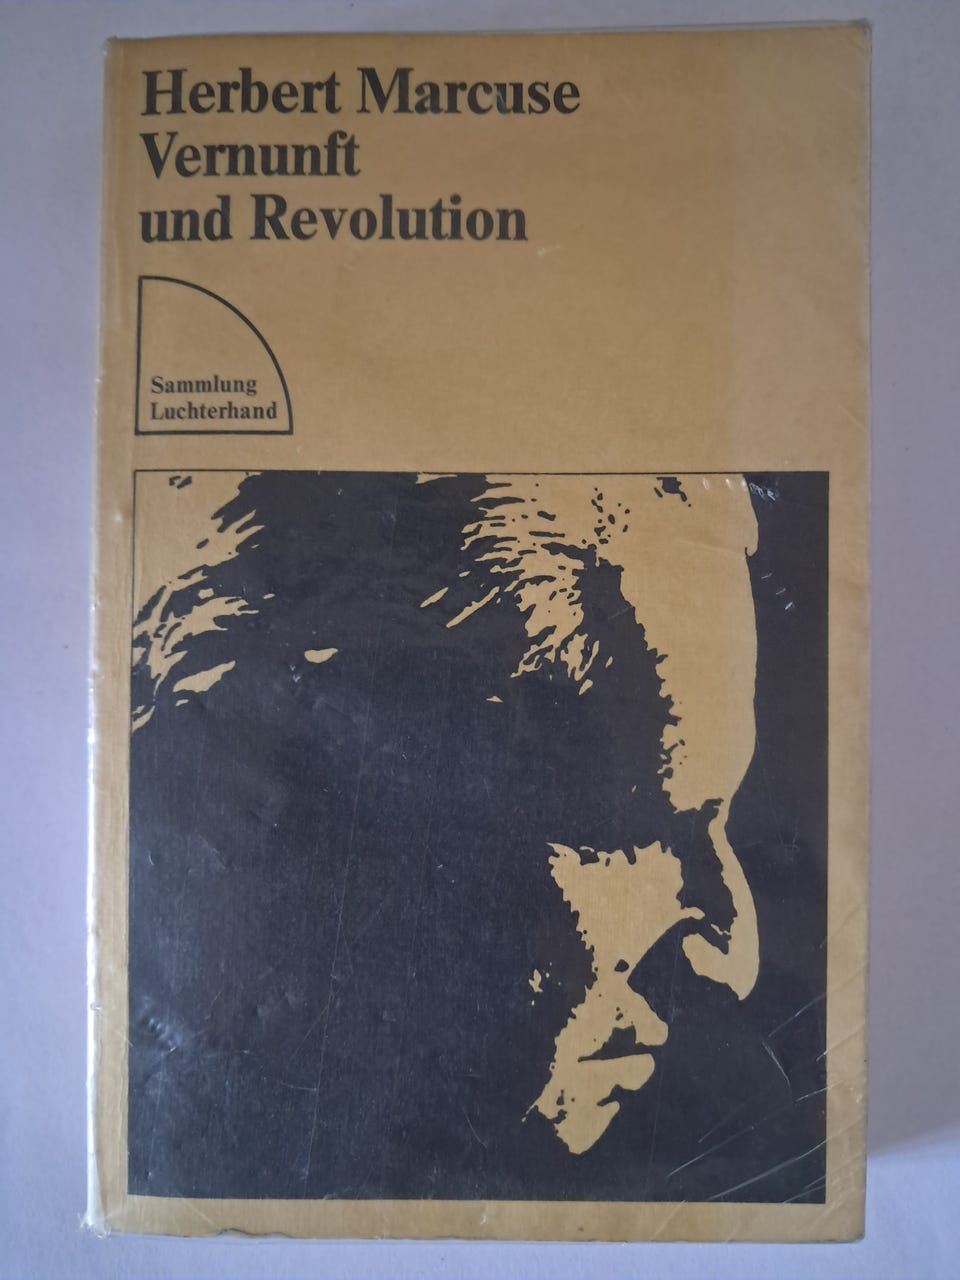 Herbert Marcuse
Vernunft
und Revolution
Sammlung
Luchterhand